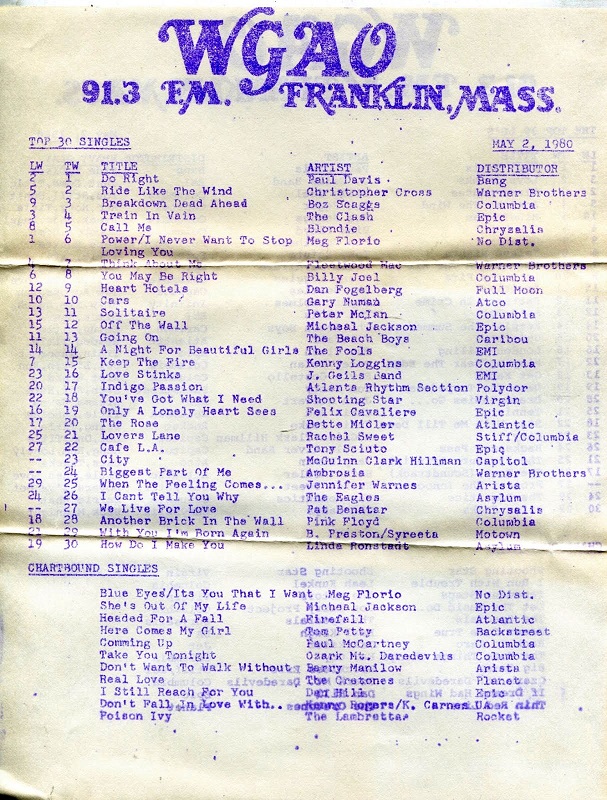 WGAO
91.3 FM. FRANKLIN, MASS.
TOP 30 SINGLES MAY 2, 1980
LW TW TITLE ARTIST DISTRIBUTOR
2 1 Do Right Paul Davis Bang
5 2 Ride Like The Wind Christopher Cross Warner Brothers
9 3 Breakdown Dead Ahead Boz Scaggs Columbia
3 4 Train In Vain The Clash Epic
8 5 Call Me Blondie Chrysalis
1 6 Power/I Never Want To Stop Meg Florio No Dist.
Loving You
4 7 Think About Me Fleetwood Mac Warner Brothers
6 8 You May Be Right Billy Joel Columbia
12 9 Heart Hotels Dan Fogelberg Full Moon
10 10 Cars Gary Numan Atco
13 11 Solitaire Peter McIan Columbia
15 12 Off The Wall Micheal Jackson Epic
11 13 Going On The Beach Boys Caribou
14 14 A Night For Beautiful Girls The Fools EMI
7 15 Keep The Fire Kenny Loggins Columbia
23 16 Love Stinks J. Geils Band EMI
20 17 Indigo Passion Atlanta Rhythm Section Polydor
22 18 You've Got What I Need Shooting Star Virgin
16 19 Only A Lonely Heart Sees Felix Cavaliere Epic
17 20 The Rose Bette Midler Atlantic
25 21 Lovers Lane Rachel Sweet Stiff/Columbia
27 22 Cafe L.A. Tony Sciuto Epic
-- 23 City McGuinn Clark Hillman Capitol
-- 24 Biggest Part Of Me Ambrosia Warner Brothers
29 25 When The Feeling Comes... Jennifer Warnes Arista
24 26 I Cant Tell You Why The Eagles Asylum
-- 27 We Live For Love Pat Benatar Chrysalis
18 28 Another Brick In The Wall Pink Floyd Columbia
29 With You I'm Born Again B. Preston/Syreeta Motown
19 30 How Do I Make You Linda Ronstadt Asylum
CHARTBOUND SINGLES
Blue Eyes/Its You That I Want Meg Florio No Dist.
She's Out Of My Life Micheal Jackson Epic
Headed For A Fall Firefall Atlantic
Here Comes My Girl Tom Petty Backstreet
Comming Up Paul McCartney Columbia
Take You Tonight Ozark Mt. Daredevils Columbia
Don't Want To Walk Without Barry Manilow Arista
Real Love The Cretones Planet
I Still Reach For You Dan Hill Epic
Don't Fall In Love With.. Kenny Rogers/K. Carnes UA
Poison Ivy The Lambrettas Rocket